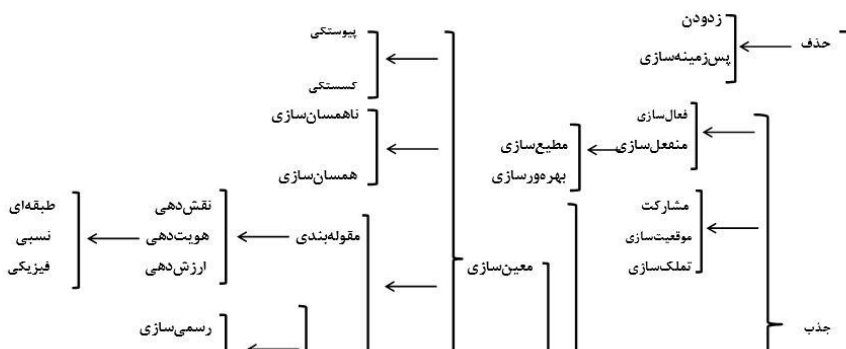 حذف
زدودن
پس‌زمینه‌سازی
جذب
فعال‌سازی
منفعل‌سازی
مطیع‌سازی
بهره‌ورسازی
مشارکت
موقعیت‌سازی
تملک‌سازی
معین‌سازی
پیوستکی
کسستکی
ناهمسان‌سازی
همسان‌سازی
مقوله‌بندی
نقش‌دهی
هویت‌دهی
ارزش‌دهی
طبقه‌ای
نسبی
فیزیکی
رسمی‌سازی